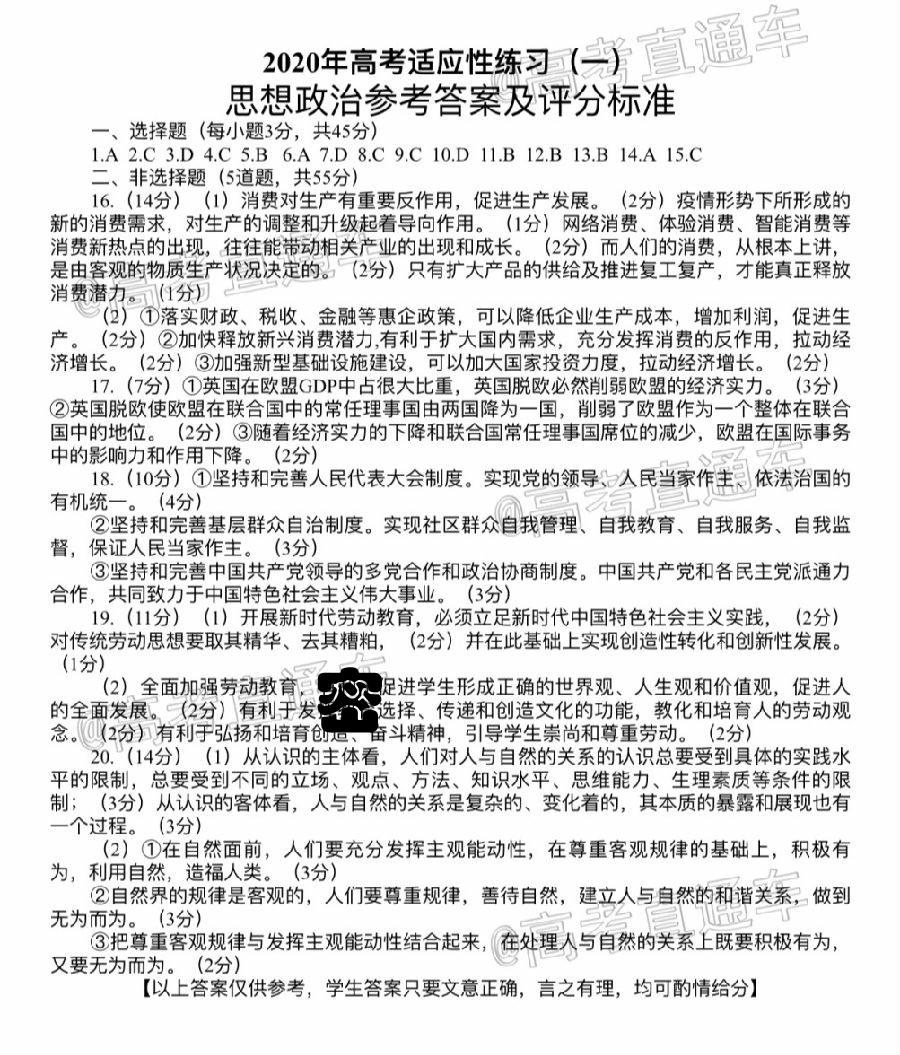 2020年高考适应性练习（一）
思想政治参考答案及评分标准
一、选择题（每小题3分，共45分）
1.A 2.C 3.D 4.C 5.B 6.A 7.D 8.C 9.C 10.D 11.B 12.B 13.B 14.A 15.C
二、非选择题（5道题，共55分）
16.（14分）（1）消费对生产有重要反作用，促进生产发展。（2分）疫情形势下所形成的
新的消费需求，对生产的调整和升级起着导向作用。（1分）网络消费、体验消费、智能消费等
消费新热点的出现，往往能带动相关产业的出现和成长。（2分）而人们的消费，从根本上讲，
是由客观的物质生产状况决定的。（2分）只有扩大产品的供给及推进复工复产，才能真正释放
消费潜力。（1分）
（2）①落实财政、税收、金融等惠企政策，可以降低企业生产成本，增加利润，促进生
产。（2分）②加快释放新兴消费潜力,有利于扩大国内需求，充分发挥消费的反作用，拉动经
济增长。（2分）③加强新型基础设施建设，可以加大国家投资力度，拉动经济增长。（2分）
17.（7分）①英国在欧盟GDP中占很大比重，英国脱欧必然削弱欧盟的经济实力。（3分）
②英国脱欧使欧盟在联合国中的常任理事国由两国降为一国，削弱了欧盟作为一个整体在联合
国中的地位。（2分）③随着经济实力的下降和联合国常任理事国席位的减少，欧盟在国际事务
中的影响力和作用下降。（2分）
18.（10分）①坚持和完善人民代表大会制度。实现党的领导、人民当家作主、依法治国的
有机统一。（4分）
②坚持和完善基层群众自治制度。实现社区群众自我管理、自我教育、自我服务、自我监
督，保证人民当家作主。（3分）
③坚持和完善中国共产党领导的多党合作和政治协商制度。中国共产党和各民主党派通力
合作，共同致力于中国特色社会主义伟大事业。（3分）
19.（11分）（1）开展新时代劳动教育，必须立足新时代中国特色社会主义实践，（2分）
对传统劳动思想要取其精华、去其糟粕，（2分）并在此基础上实现创造性转化和创新性发展。
（1分）
（2）全面加强劳动教育，促进学生形成正确的世界观、人生观和价值观，促进人
的全面发展。（2分）有利于发选择、传递和创造文化的功能，教化和培育人的劳动观
念。（2分）有利于弘扬和培育创造、奋斗精神，引导学生崇尚和尊重劳动。（2分）
20.（14分）（1）从认识的主体看，人们对人与自然的关系的认识总要受到具体的实践水
平的限制，总要受到不同的立场、观点、方法、知识水平、思维能力、生理素质等条件的限
制；（3分）从认识的客体看，人与自然的关系是复杂的、变化着的，其本质的暴露和展现也有
一个过程。（3分）
（2）①在自然面前，人们要充分发挥主观能动性，在尊重客观规律的基础上，积极有
为，利用自然，造福人类。（3分）
②自然界的规律是客观的，人们要尊重规律，善待自然，建立人与自然的和谐关系，做到
无为而为。（3分）
③把尊重客观规律与发挥主观能动性结合起来，在处理人与自然的关系上既要积极有为，
又要无为而为。（2分）
【以上答案仅供参考，学生答案只要文意正确，言之有理，均可酌情给分】
@高考直通车
@高考直通车
@高考直通车
@高考直通车
@高考直通车